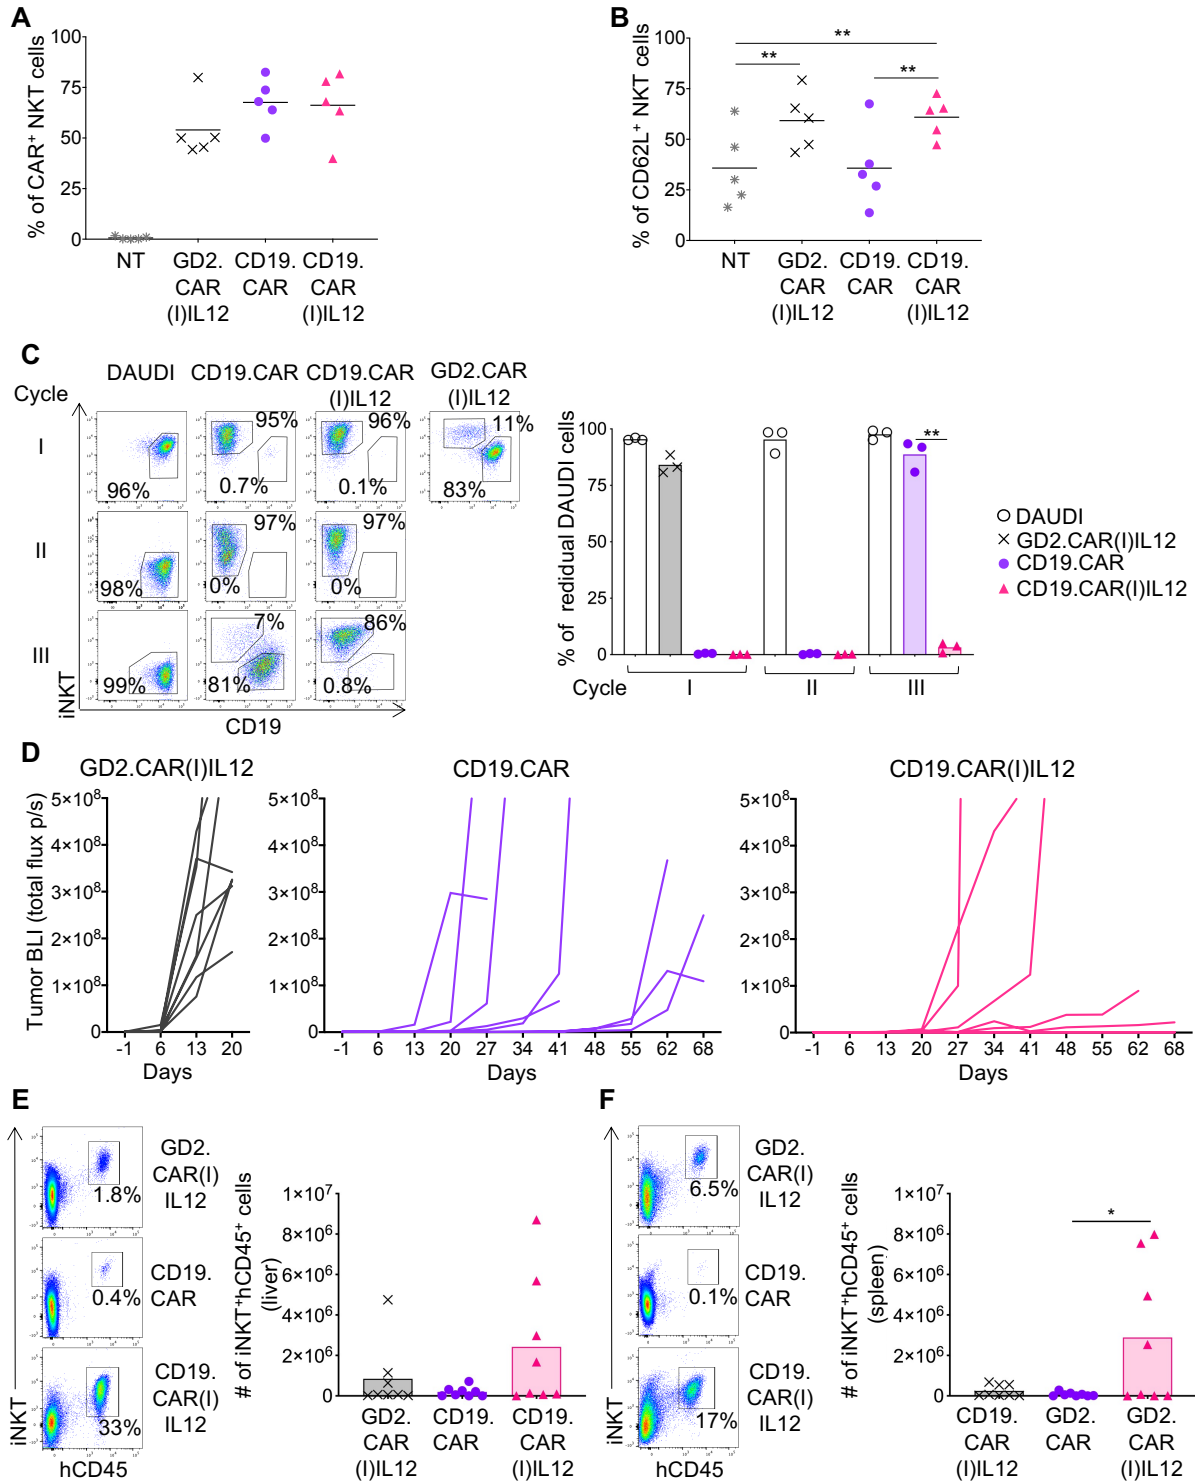 A
% of CAR⁺ NKT cells
100
75
50
25
0
NT
GD2.
CAR
(I)IL12
CD19.
CAR
CD19.
CAR
(I)IL12
B
% of CD62L⁺ NKT cells
100
75
50
25
0
**
**
**
NT
GD2.
CAR
(I)IL12
CD19.
CAR
CD19.
CAR
(I)IL12
C
Cycle
DAUDI
CD19.CAR
CD19.CAR
(I)IL12
GD2.CAR
(I)IL12
I
96%
95%
0.7%
96%
0.1%
11%
83%
II
98%
97%
0%
97%
0%
III
99%
7%
81%
86%
0.8%
iNKT
CD19
% of redidual DAUDI cells
100
75
50
25
0
**
Cycle
I
II
III
DAUDI
GD2.CAR(I)IL12
CD19.CAR
CD19.CAR(I)IL12
D
GD2.CAR(I)IL12
CD19.CAR
CD19.CAR(I)IL12
Tumor BLI (total flux p/s)
5×10⁸
4×10⁸
3×10⁸
2×10⁸
1×10⁸
0
-1 6 13 20
Days
5×10⁸
4×10⁸
3×10⁸
2×10⁸
1×10⁸
0
-1 6 13 20 27 34 41 48 55 62 68
Days
5×10⁸
4×10⁸
3×10⁸
2×10⁸
1×10⁸
0
-1 6 13 20 27 34 41 48 55 62 68
Days
E
GD2.
CAR(I)
IL12
1.8%
CD19.
CAR
0.4%
CD19.
CAR(I)
IL12
33%
iNKT
hCD45
# of iNKT⁺hCD45⁺ cells
(liver)
1×10⁷
8×10⁶
6×10⁶
4×10⁶
2×10⁶
0
GD2.
CAR
(I)IL12
CD19.
CAR
CD19.
CAR
(I)IL12
F
GD2.
CAR(I)
IL12
6.5%
CD19.
CAR
0.1%
CD19.
CAR(I)
IL12
17%
iNKT
hCD45
# of iNKT⁺hCD45⁺ cells
(spleen)
1×10⁷
8×10⁶
6×10⁶
4×10⁶
2×10⁶
0
*
CD19.
CAR
(I)IL12
GD2.
CAR
GD2.
CAR
(I)IL12